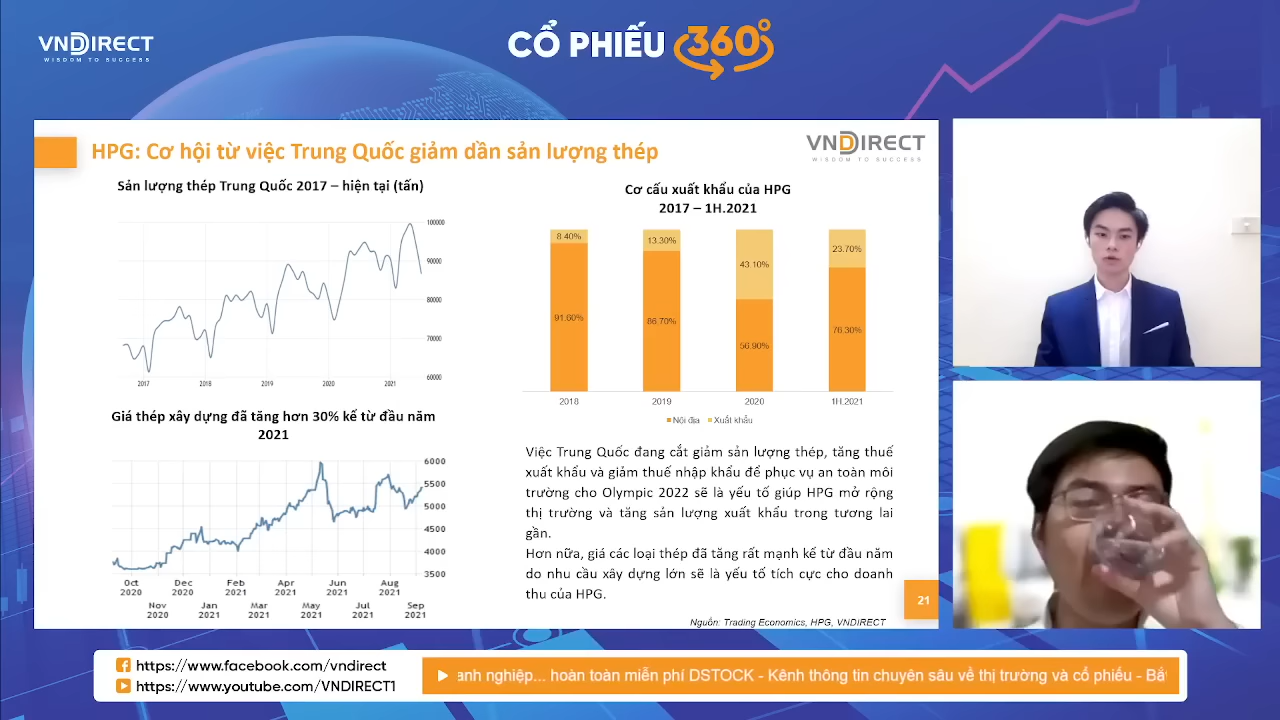 VNDIRECT
WISDOM TO SUCCESS
CỔ PHIẾU 360°
HPG: Cơ hội từ việc Trung Quốc giảm dần sản lượng thép
VNDIRECT
WISDOM TO SUCCESS
Sản lượng thép Trung Quốc 2017 – hiện tại (tấn)
100000
90000
80000
70000
60000
2017 2018 2019 2020 2021
Giá thép xây dựng đã tăng hơn 30% kể từ đầu năm
2021
6000
5500
5000
4500
4000
3500
Oct Dec Feb Apr Jun Aug
2020 2020 2021 2021 2021 2021
Nov Jan Mar May Jul Sep
2020 2021 2021 2021 2021 2021
Cơ cấu xuất khẩu của HPG
2017 – 1H.2021
8.40% 13.30% 43.10% 23.70%
91.60% 86.70% 56.90% 76.30%
2018 2019 2020 1H.2021
Nội địa Xuất khẩu
Việc Trung Quốc đang cắt giảm sản lượng thép, tăng thuế
xuất khẩu và giảm thuế nhập khẩu để phục vụ an toàn môi
trường cho Olympic 2022 sẽ là yếu tố giúp HPG mở rộng
thị trường và tăng sản lượng xuất khẩu trong tương lai
gần.
Hơn nữa, giá các loại thép đã tăng rất mạnh kể từ đầu năm
do nhu cầu xây dựng lớn sẽ là yếu tố tích cực cho doanh
thu của HPG.
21
Nguồn: Trading Economics, HPG, VNDIRECT
https://www.facebook.com/vndirect
https://www.youtube.com/VNDIRECT1
anh nghiệp... hoàn toàn miễn phí DSTOCK - Kênh thông tin chuyên sâu về thị trường và cổ phiếu - Bắ